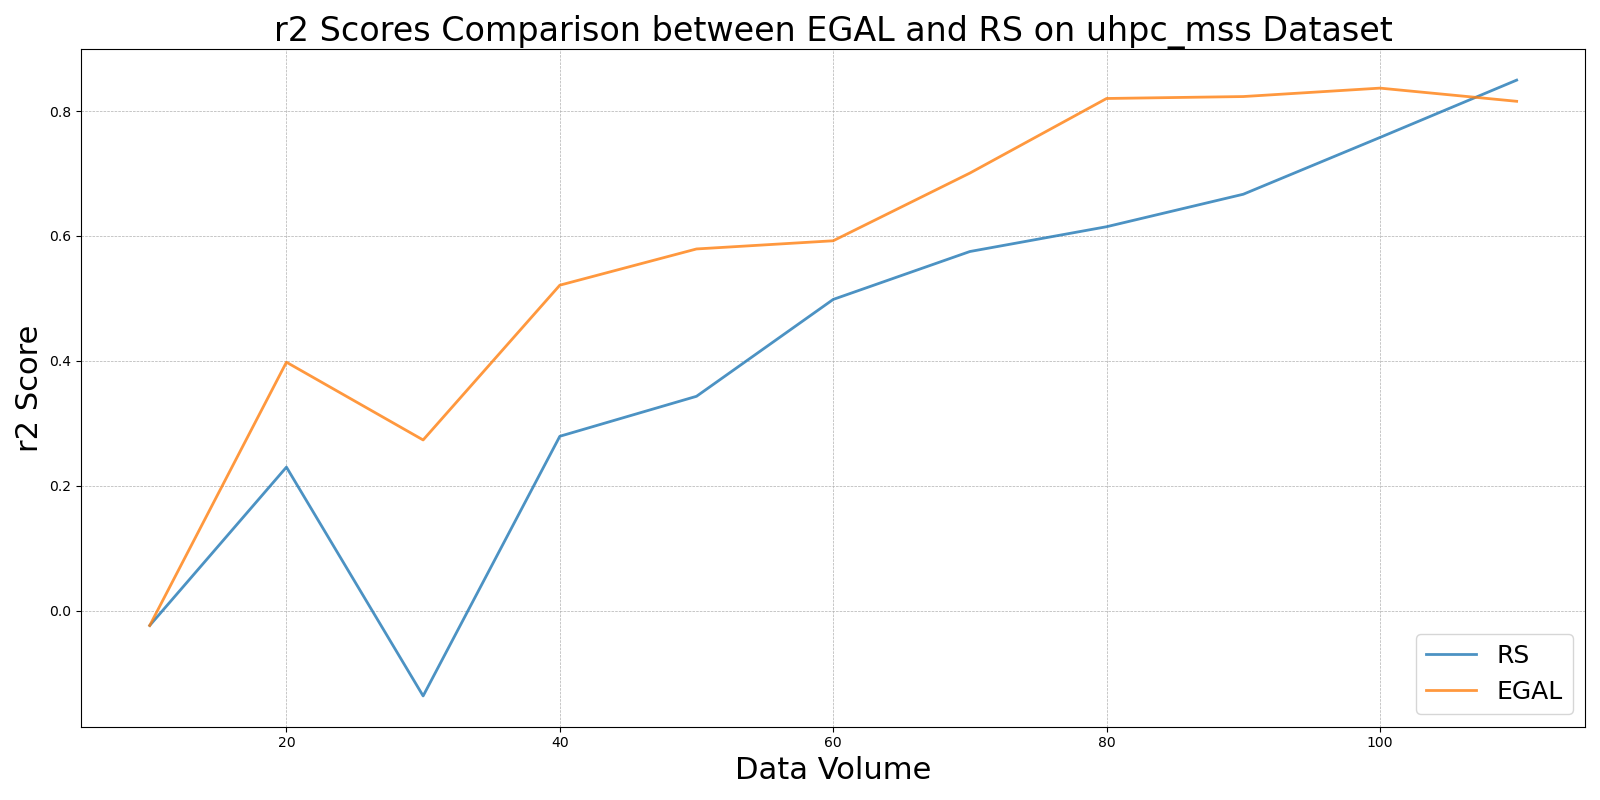 r2 Scores Comparison between EGAL and RS on uhpc_mss Dataset
r2 Score
0.8
0.6
0.4
0.2
0.0
20 40 60 80 100
Data Volume
RS
EGAL